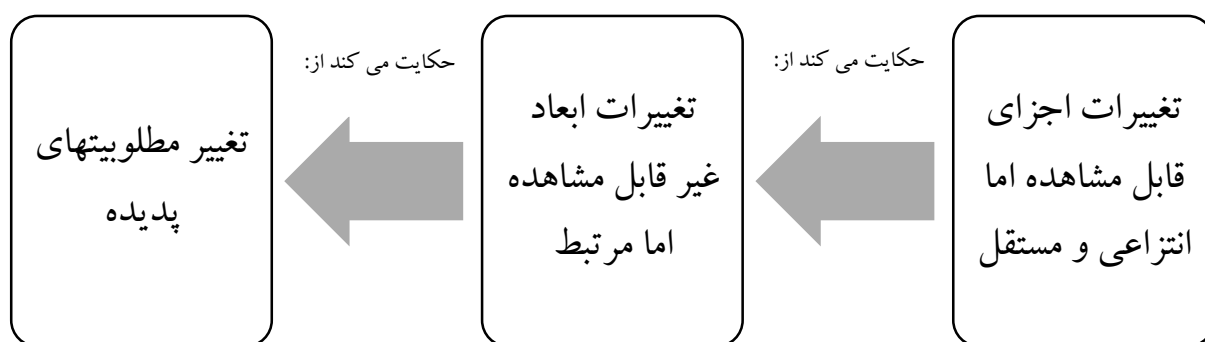 تغییرات اجزای
قابل مشاهده اما
انتزاعی و مستقل
حکایت می کند از:
تغییرات ابعاد
غیر قابل مشاهده
اما مرتبط
حکایت می کند از:
تغییر مطلوبیتهای
پدیده